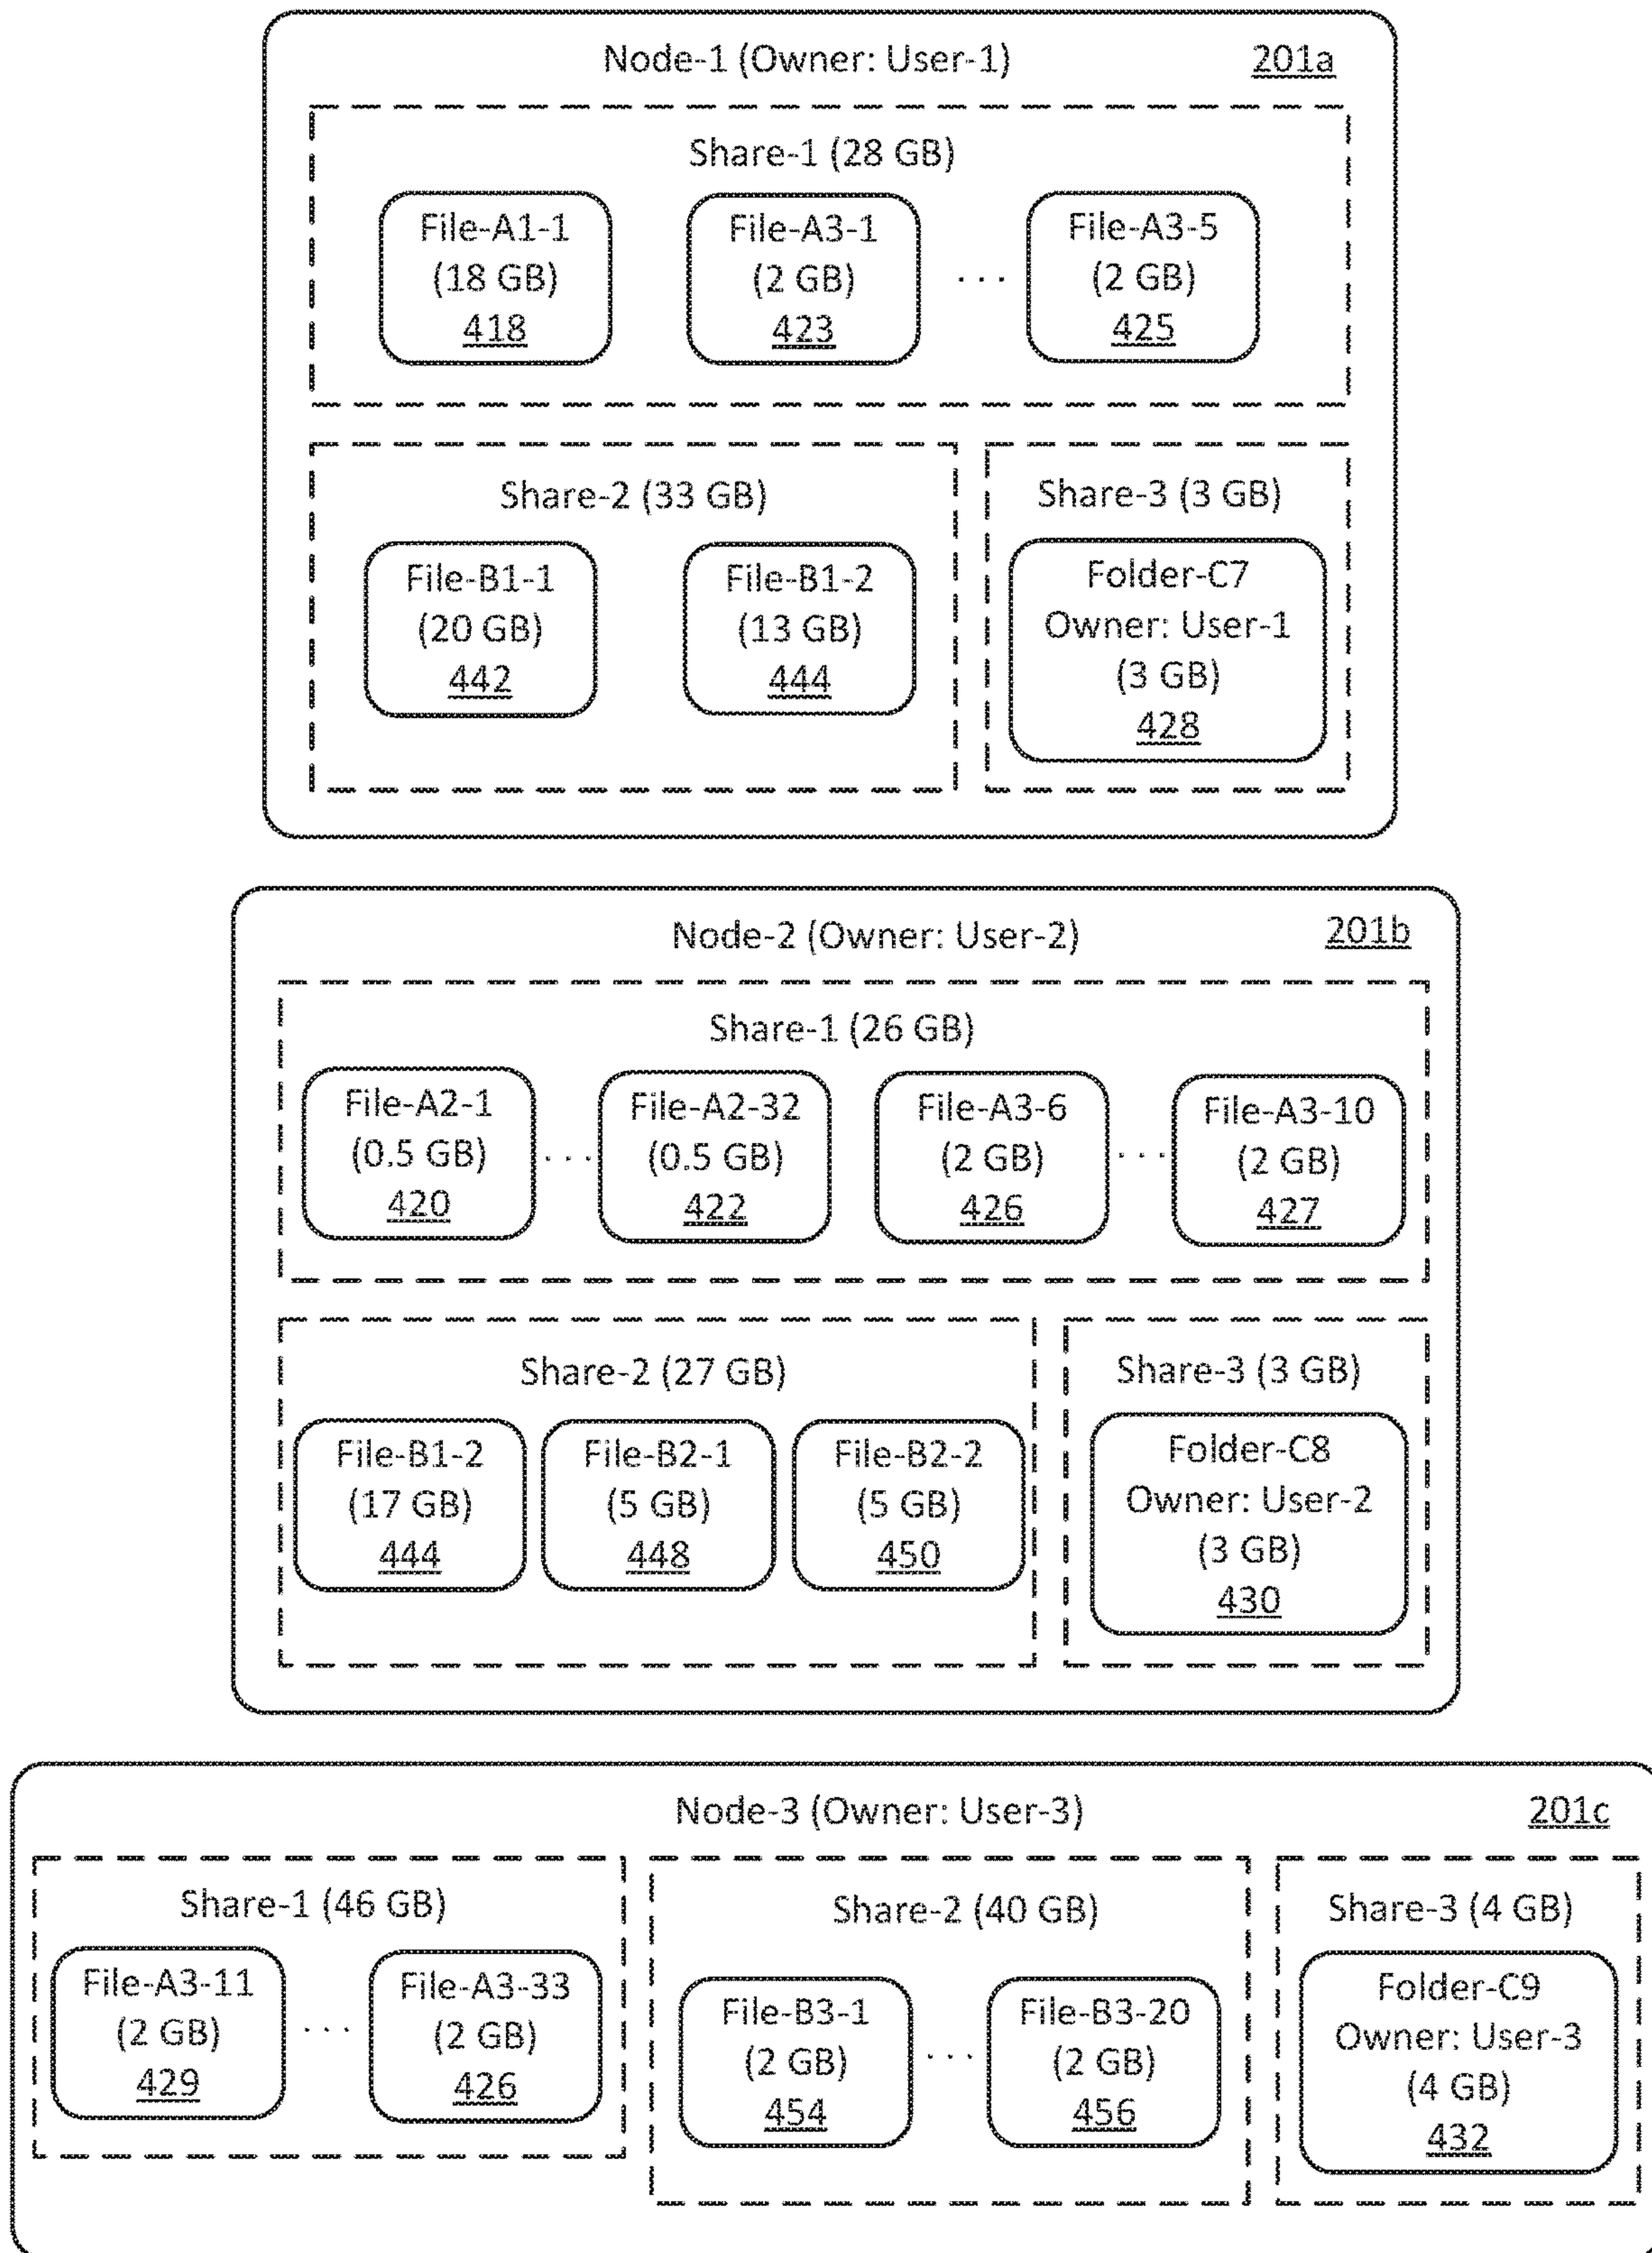 Node-1 (Owner: User-1) 201a
Share-1 (28 GB)
File-A1-1
(18 GB)
418
File-A3-1
(2 GB)
423
. . .
File-A3-5
(2 GB)
425
Share-2 (33 GB)
File-B1-1
(20 GB)
442
File-B1-2
(13 GB)
444
Share-3 (3 GB)
Folder-C7
Owner: User-1
(3 GB)
428
Node-2 (Owner: User-2) 201b
Share-1 (26 GB)
File-A2-1
(0.5 GB)
420
. . .
File-A2-32
(0.5 GB)
422
File-A3-6
(2 GB)
426
. . .
File-A3-10
(2 GB)
427
Share-2 (27 GB)
File-B1-2
(17 GB)
444
File-B2-1
(5 GB)
448
File-B2-2
(5 GB)
450
Share-3 (3 GB)
Folder-C8
Owner: User-2
(3 GB)
430
Node-3 (Owner: User-3) 201c
Share-1 (46 GB)
File-A3-11
(2 GB)
429
. . .
File-A3-33
(2 GB)
426
Share-2 (40 GB)
File-B3-1
(2 GB)
454
. . .
File-B3-20
(2 GB)
456
Share-3 (4 GB)
Folder-C9
Owner: User-3
(4 GB)
432